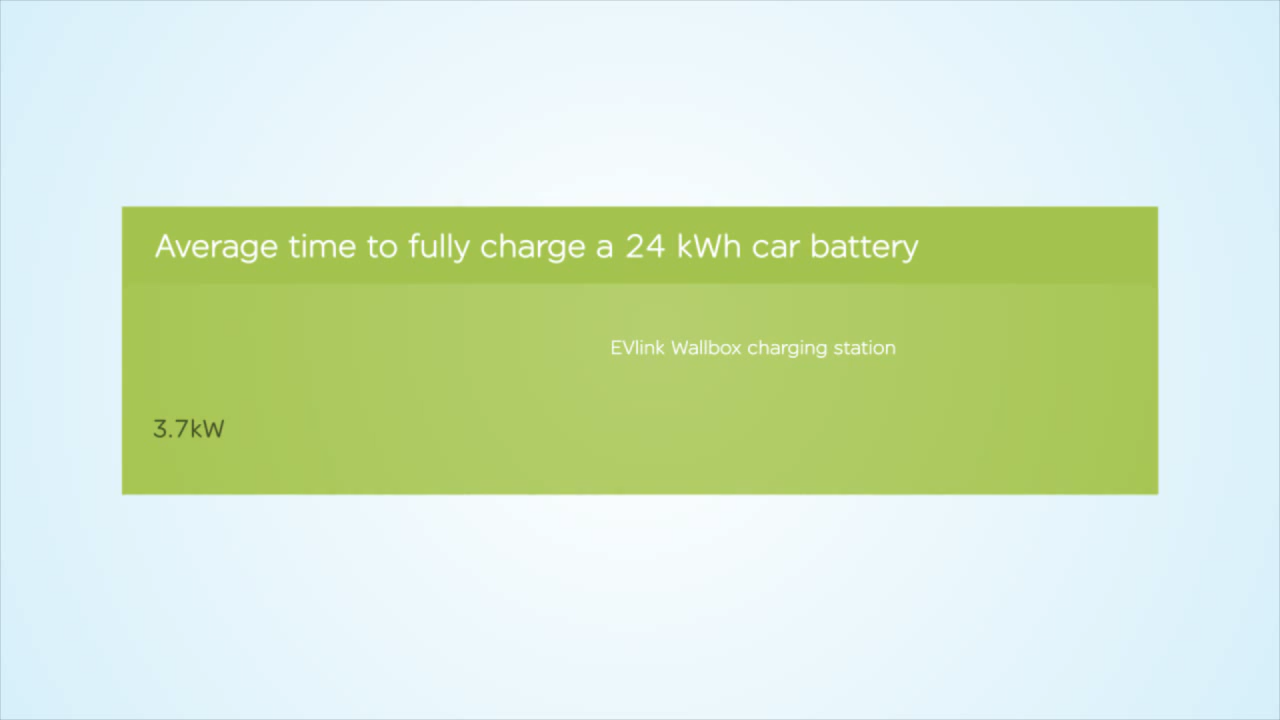 Average time to fully charge a 24 kWh car battery
EVlink Wallbox charging station
3.7kW